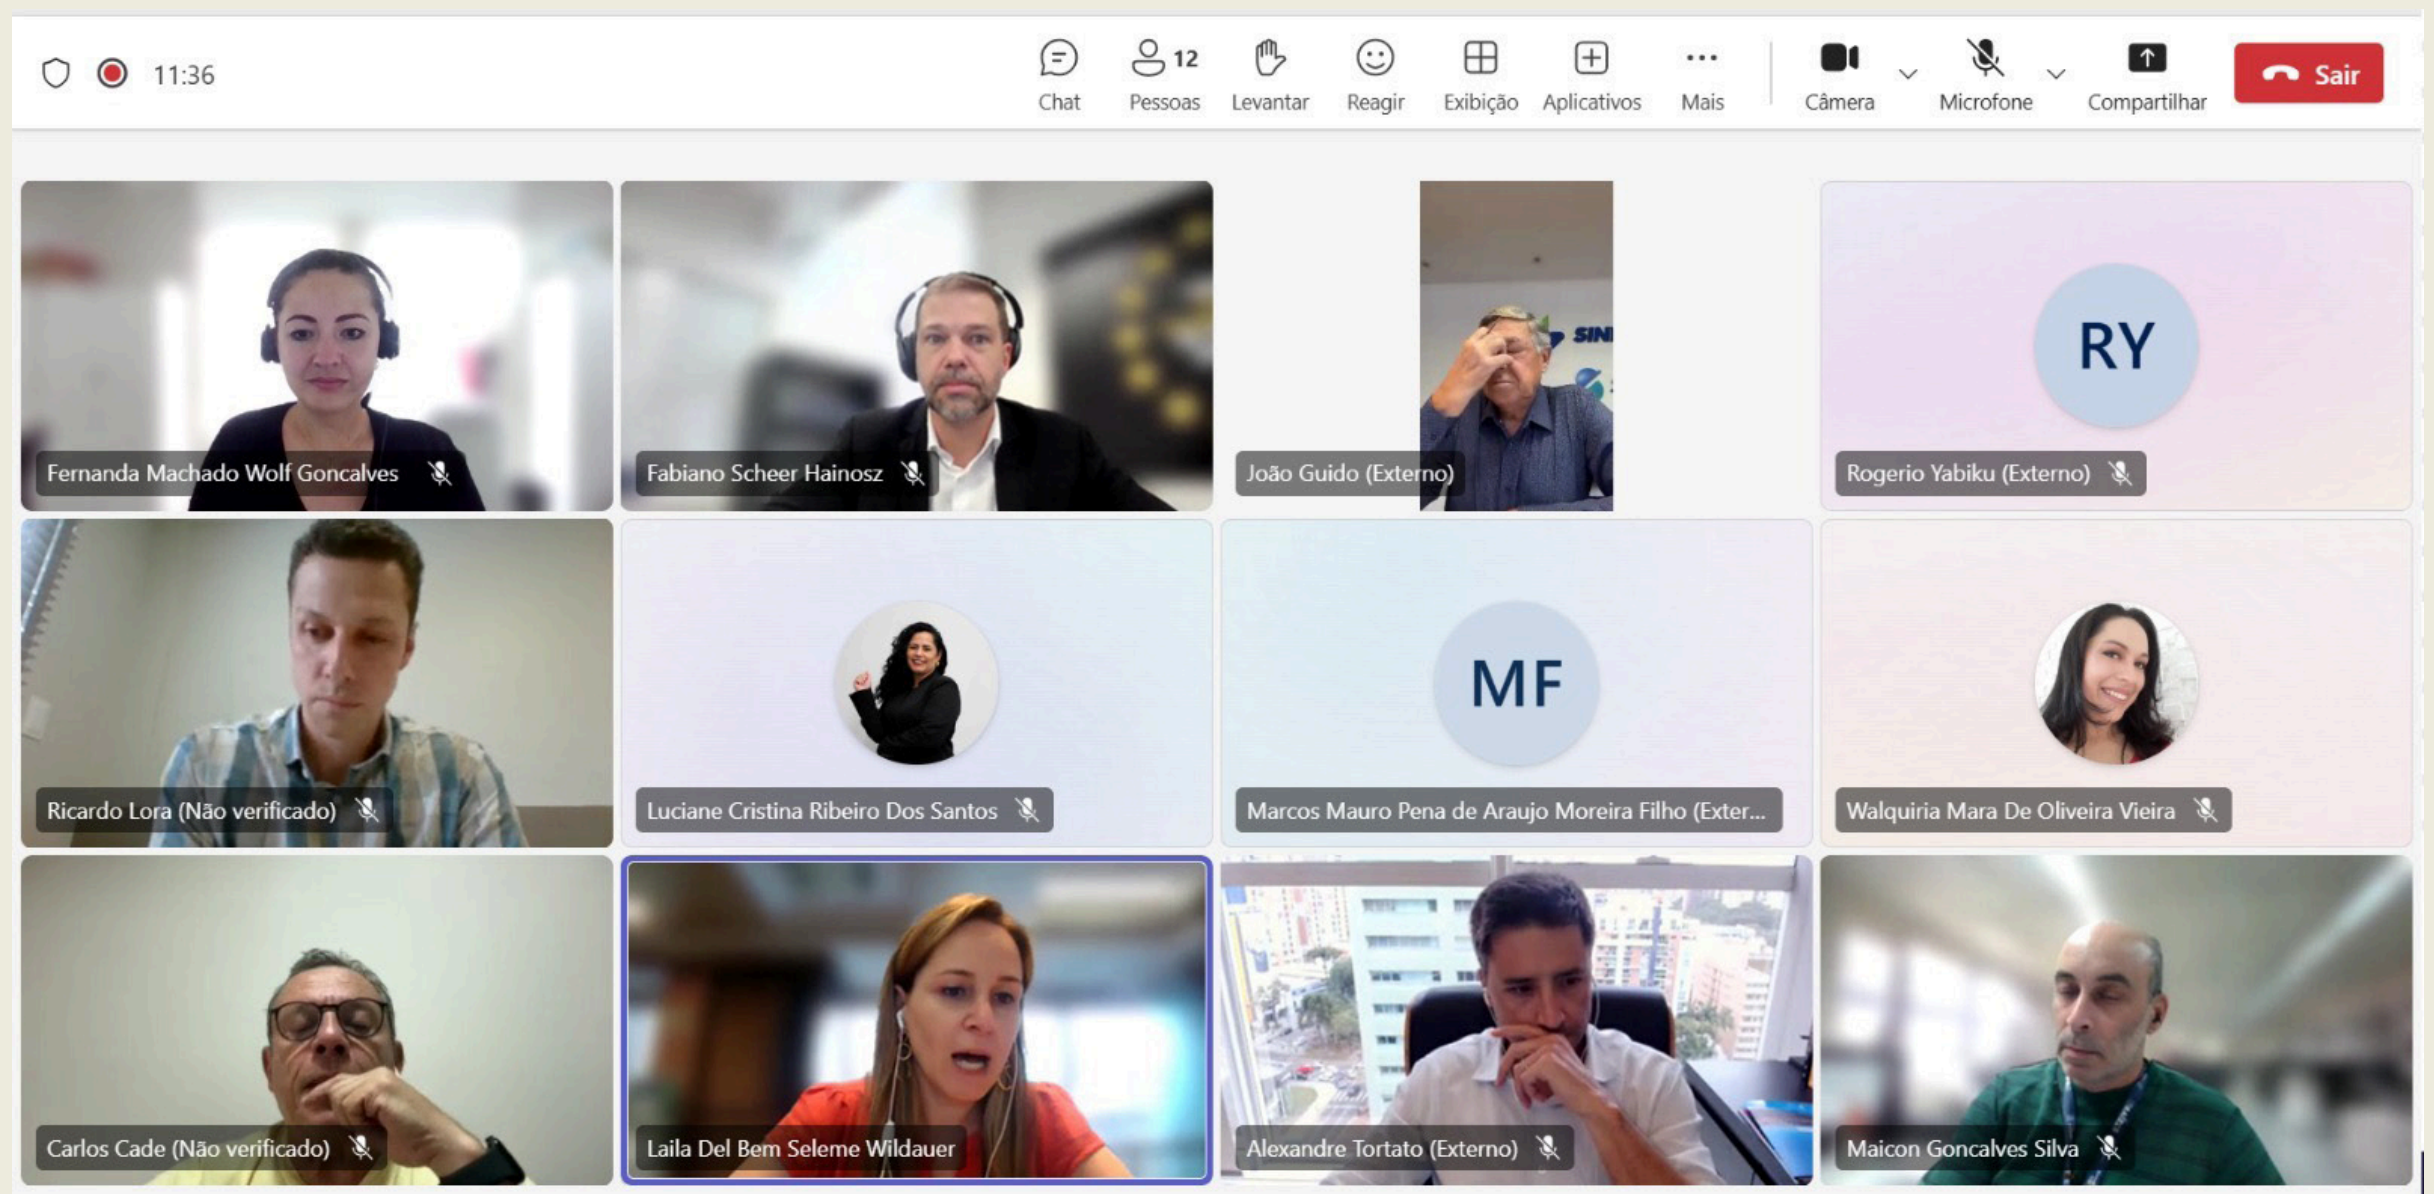 11:36
Chat
12
Pessoas
Levantar
Reagir
Exibição
Aplicativos
Mais
Câmera
Microfone
Compartilhar
Sair
Fernanda Machado Wolf Goncalves
Fabiano Scheer Hainosz
SIN
João Guido (Externo)
RY
Rogerio Yabiku (Externo)
Ricardo Lora (Não verificado)
Luciane Cristina Ribeiro Dos Santos
MF
Marcos Mauro Pena de Araujo Moreira Filho (Exter...
Walquiria Mara De Oliveira Vieira
Carlos Cade (Não verificado)
Laila Del Bem Seleme Wildauer
Alexandre Tortato (Externo)
Maicon Goncalves Silva